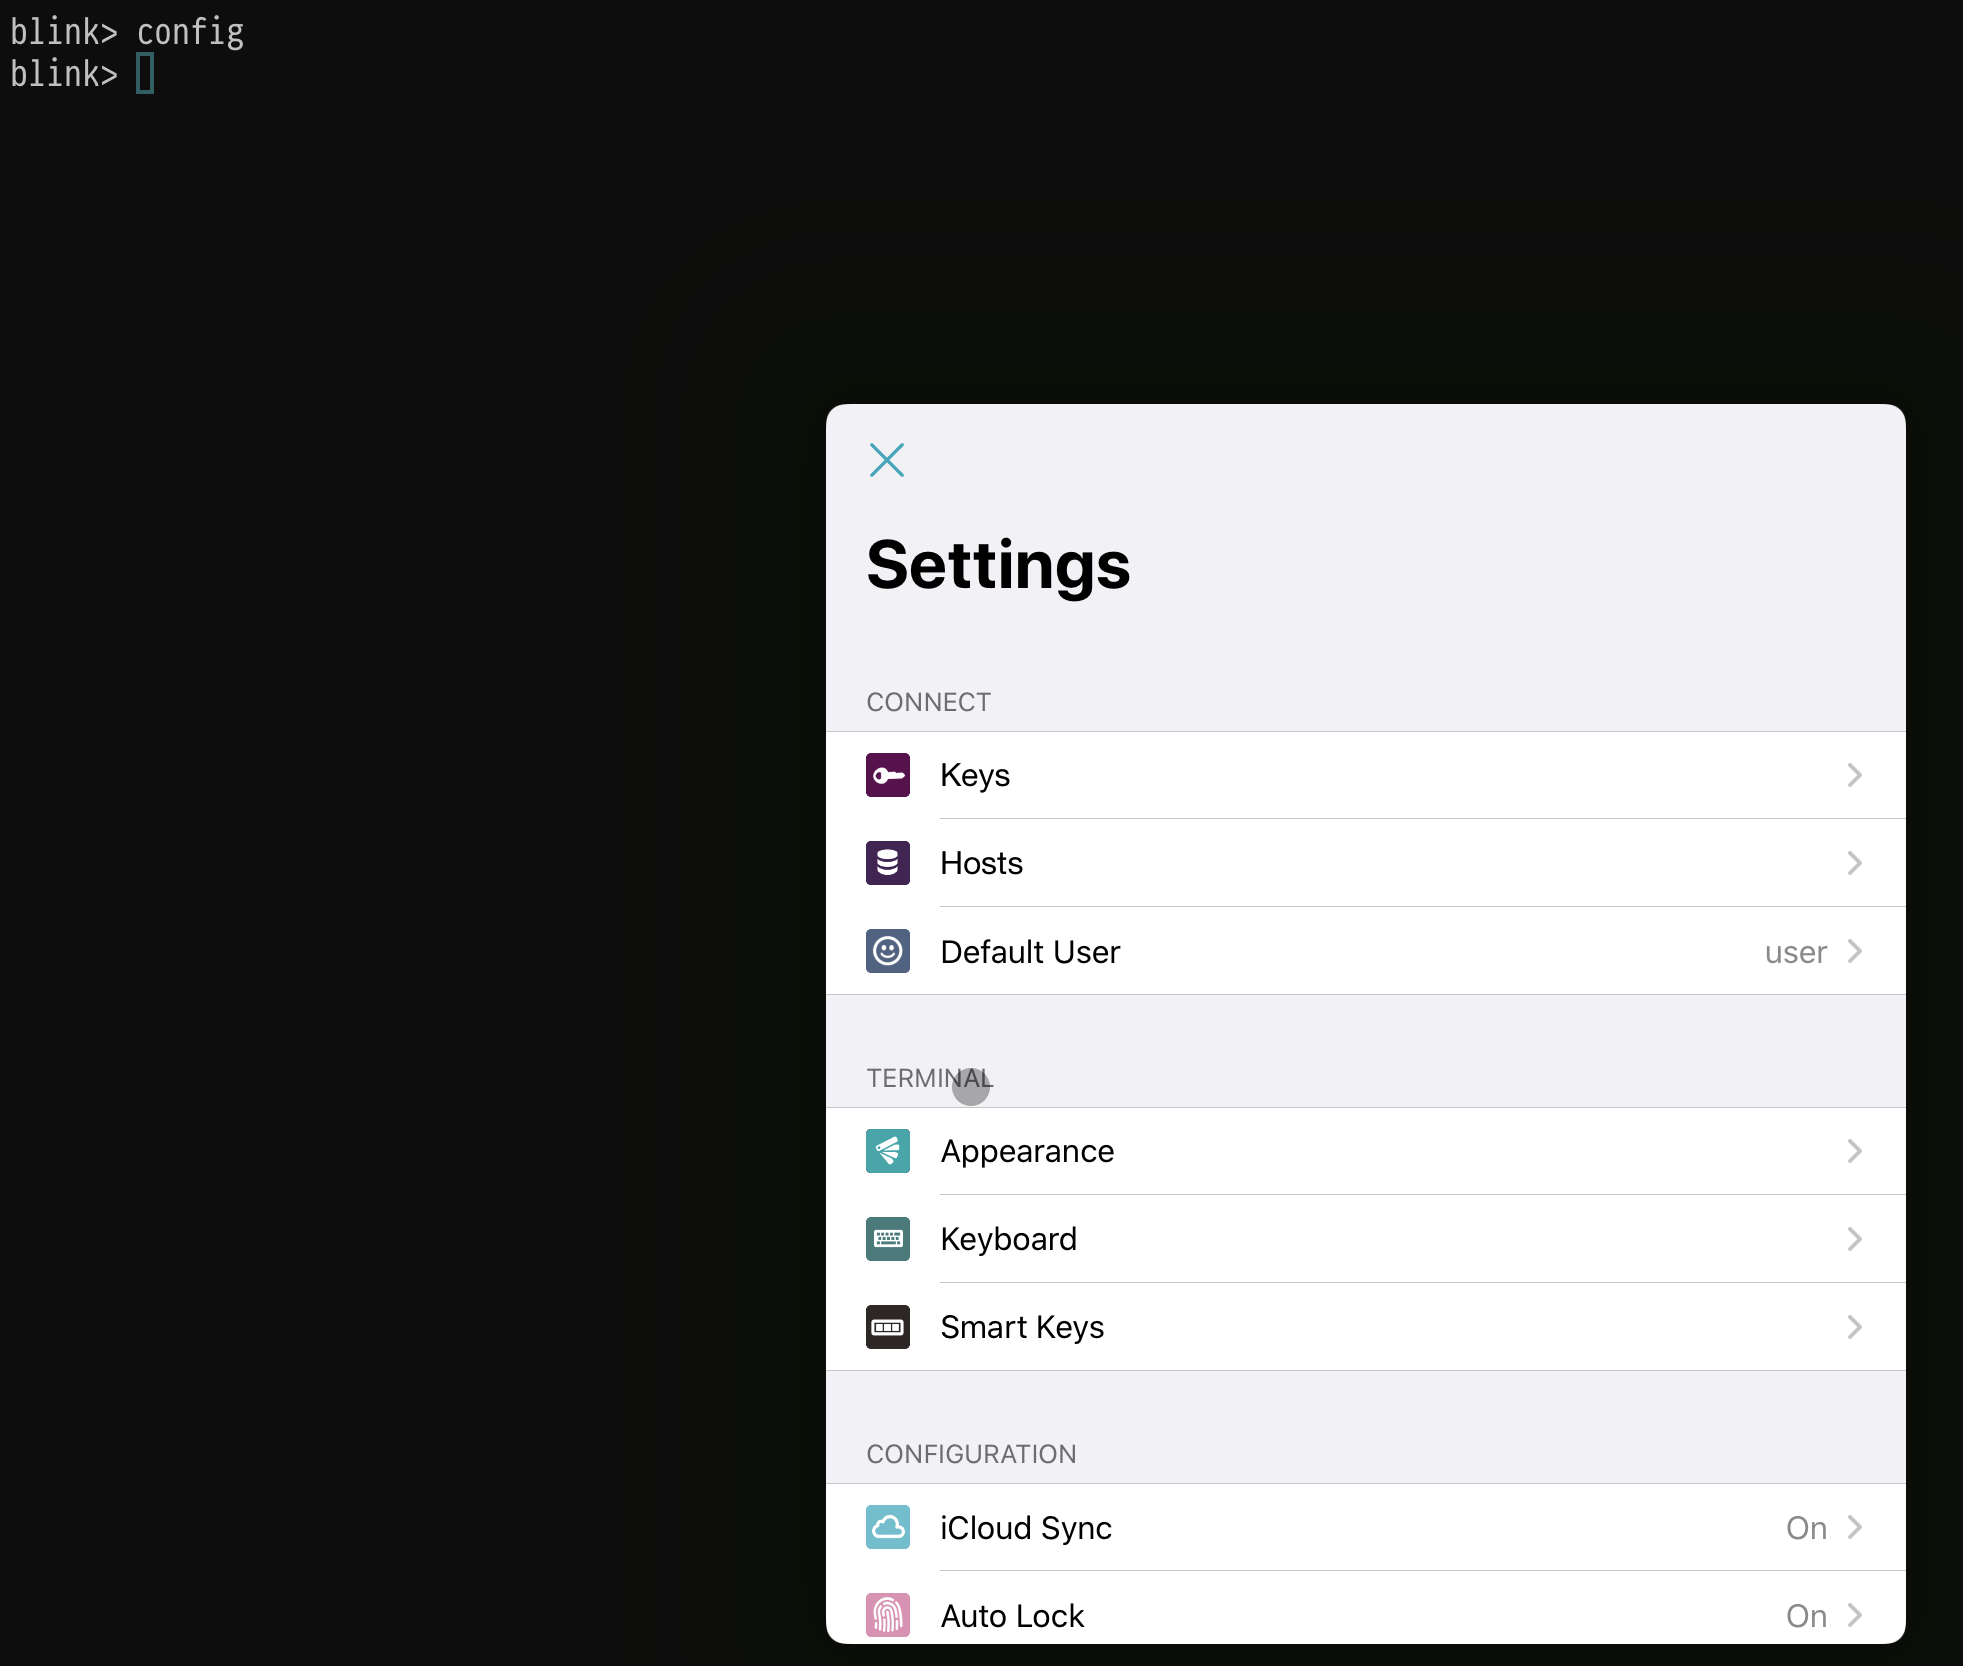 blink> config
blink>
Settings
CONNECT
Keys
Hosts
Default User user
TERMINAL
Appearance
Keyboard
Smart Keys
CONFIGURATION
iCloud Sync On
Auto Lock On